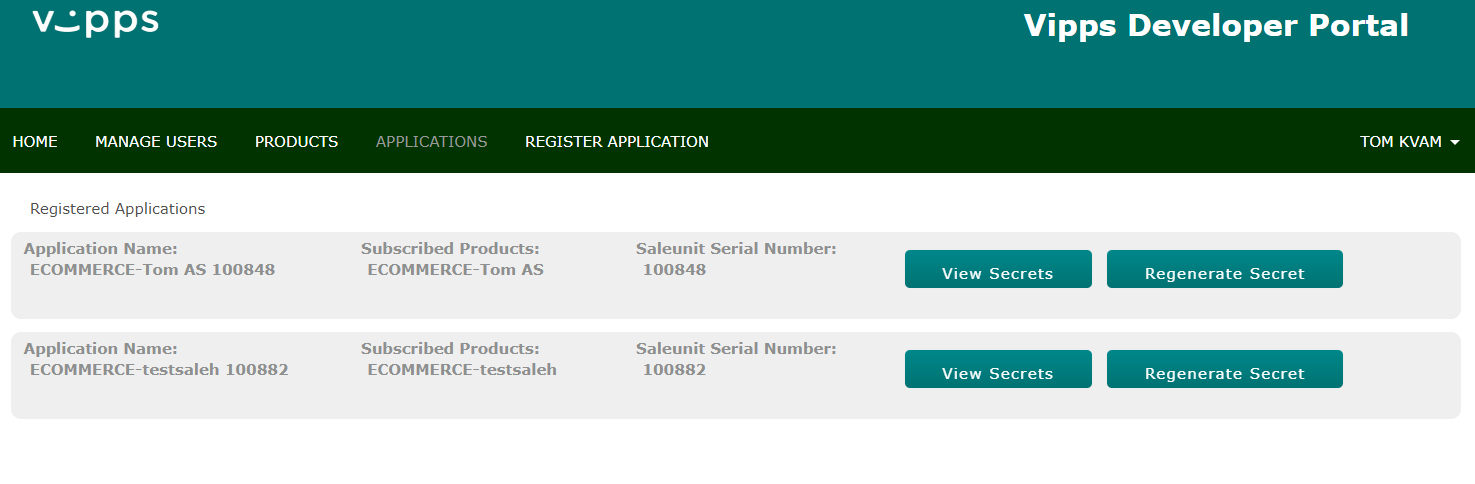 vipps
Vipps Developer Portal
HOME MANAGE USERS PRODUCTS APPLICATIONS REGISTER APPLICATION TOM KVAM
Registered Applications
Application Name: Subscribed Products: Saleunit Serial Number:
ECOMMERCE-Tom AS 100848 ECOMMERCE-Tom AS 100848 View Secrets Regenerate Secret
Application Name: Subscribed Products: Saleunit Serial Number:
ECOMMERCE-testsaleh 100882 ECOMMERCE-testsaleh 100882 View Secrets Regenerate Secret